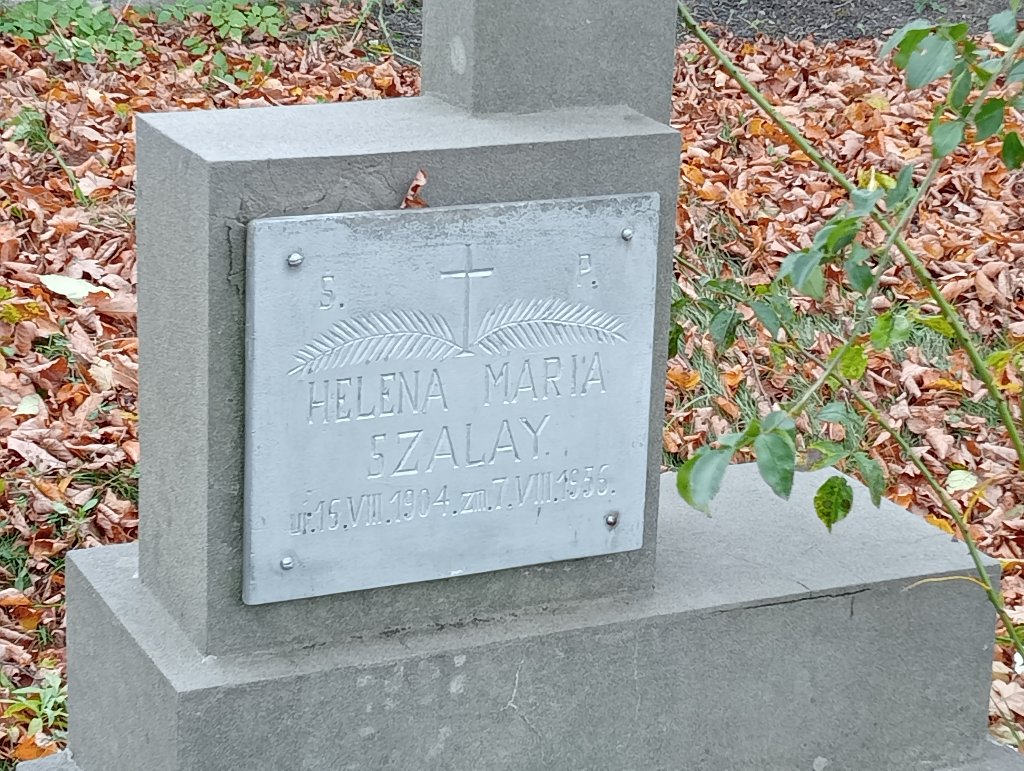 S. P.
HELENA MARIA
SZALAY.
ur. 15. VIII. 1904. zm. 7. VIII. 1956.